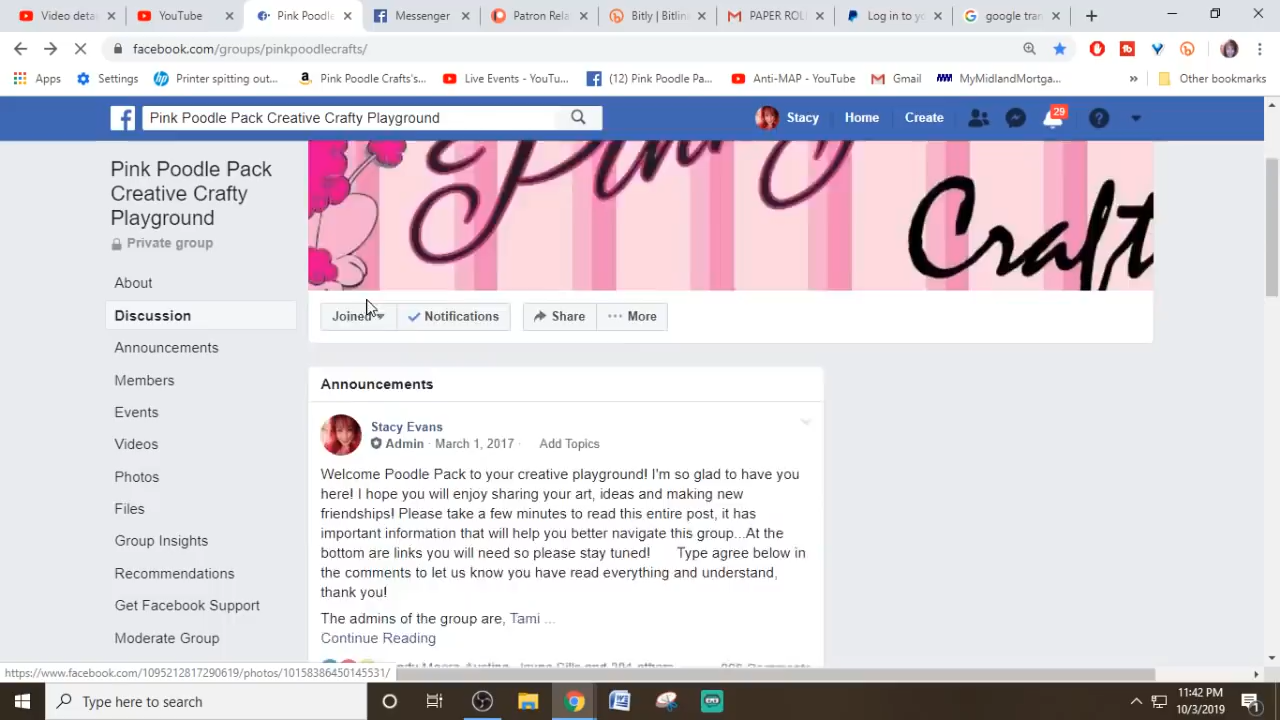 Video deta
YouTube
Pink Poodle
Messenger
Patron Rela
Bitly | Bitlink
PAPER ROLL
Log in to yo
google tran
facebook.com/groups/pinkpoodlecrafts/
Apps
Settings
Printer spitting out...
Pink Poodle Crafts's...
Live Events - YouTu...
(12) Pink Poodle Pa...
Anti-MAP - YouTube
Gmail
MyMidlandMortga...
Other bookmarks
Pink Poodle Pack Creative Crafty Playground
Stacy
Home
Create
29
Pink Poodle Pack
Creative Crafty
Playground
Private group
About
Discussion
Announcements
Members
Events
Videos
Photos
Files
Group Insights
Recommendations
Get Facebook Support
Moderate Group
Pink
Craft
Joined
Notifications
Share
More
Announcements
Stacy Evans
Admin · March 1, 2017 · Add Topics
Welcome Poodle Pack to your creative playground! I'm so glad to have you
here! I hope you will enjoy sharing your art, ideas and making new
friendships! Please take a few minutes to read this entire post, it has
important information that will help you better navigate this group...At the
bottom are links you will need so please stay tuned! Type agree below in
the comments to let us know you have read everything and understand,
thank you!
The admins of the group are, Tami ...
Continue Reading
https://www.facebook.com/1095212817290619/photos/10158386450145531/
Type here to search
11:42 PM
10/3/2019
1